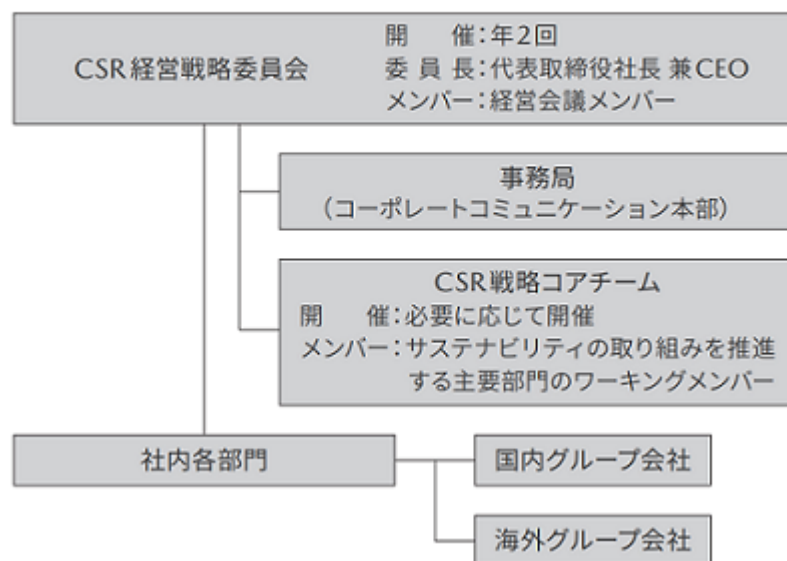 CSR経営戦略委員会
開　催：年2回
委員長：代表取締役社長 兼CEO
メンバー：経営会議メンバー
事務局
（コーポレートコミュニケーション本部）
CSR戦略コアチーム
開　催：必要に応じて開催
メンバー：サステナビリティの取り組みを推進
する主要部門のワーキングメンバー
社内各部門
国内グループ会社
海外グループ会社